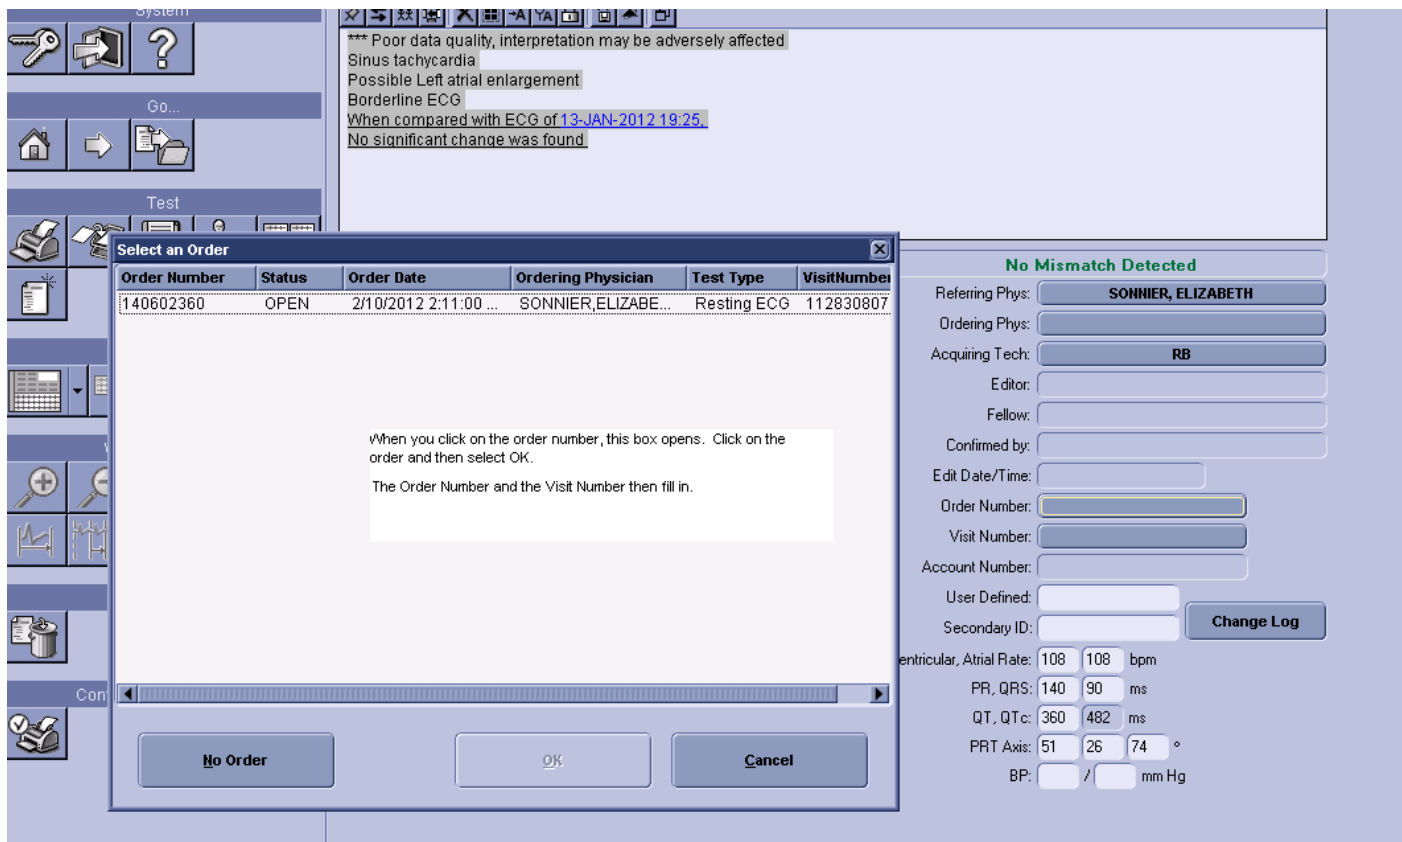 System
*** Poor data quality, interpretation may be adversely affected
Sinus tachycardia
Possible Left atrial enlargement
Borderline ECG
When compared with ECG of 13-JAN-2012 19:25,
No significant change was found
Go...
Test
Select an Order
Order Number Status Order Date Ordering Physician Test Type VisitNumber
140602360 OPEN 2/10/2012 2:11:00 ... SONNIER,ELIZABE... Resting ECG 112830807
When you click on the order number, this box opens. Click on the
order and then select OK.
The Order Number and the Visit Number then fill in.
No Order OK Cancel
No Mismatch Detected
Referring Phys: SONNIER, ELIZABETH
Ordering Phys:
Acquiring Tech: RB
Editor:
Fellow:
Confirmed by:
Edit Date/Time:
Order Number:
Visit Number:
Account Number:
User Defined:
Secondary ID:
Change Log
entricular, Atrial Rate: 108 108 bpm
PR, QRS: 140 90 ms
QT, QTc: 360 482 ms
PRT Axis: 51 26 74 °
BP: / mm Hg
Con